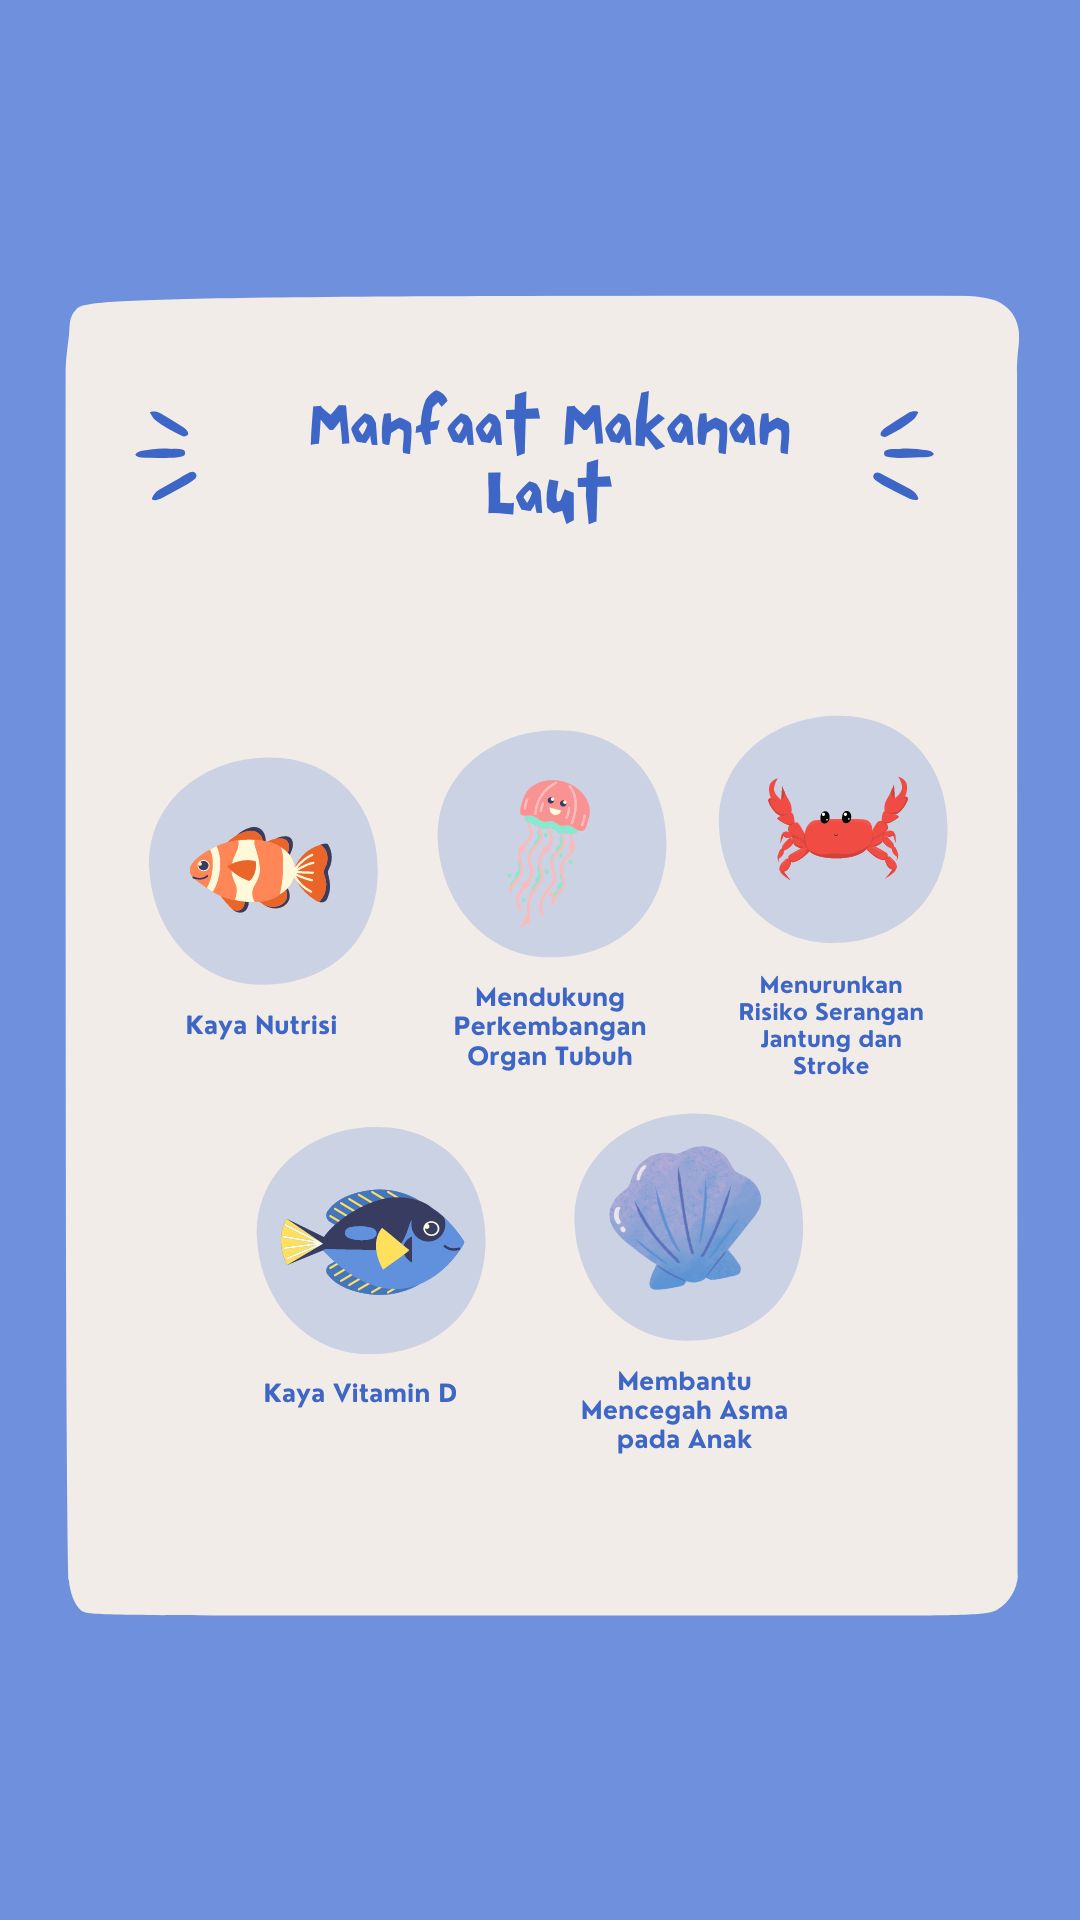 Manfaat Makanan
Laut
Kaya Nutrisi
Mendukung
Perkembangan
Organ Tubuh
Menurunkan
Risiko Serangan
Jantung dan
Stroke
Kaya Vitamin D
Membantu
Mencegah Asma
pada Anak